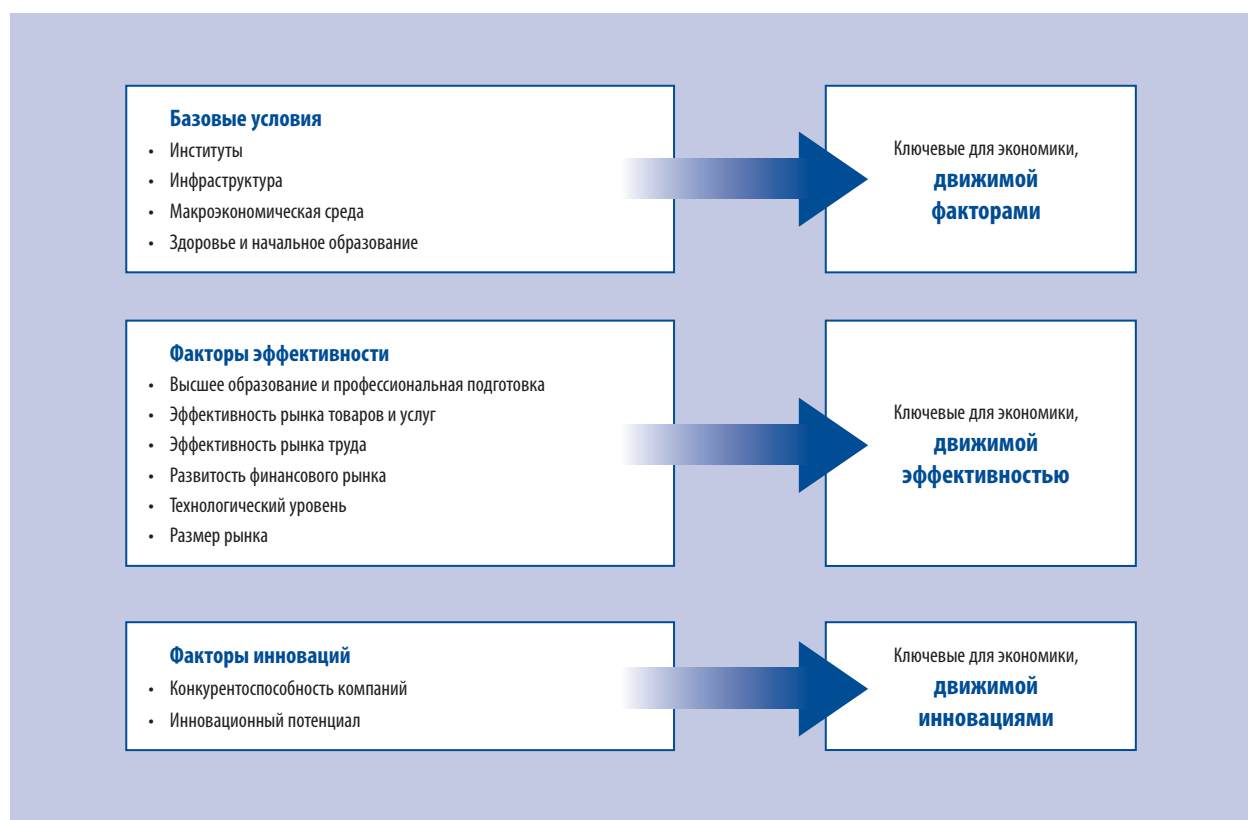 Базовые условия
• Институты
• Инфраструктура
• Макроэкономическая среда
• Здоровье и начальное образование
Ключевые для экономики,
движимой
факторами
Факторы эффективности
• Высшее образование и профессиональная подготовка
• Эффективность рынка товаров и услуг
• Эффективность рынка труда
• Развитость финансового рынка
• Технологический уровень
• Размер рынка
Ключевые для экономики,
движимой
эффективностью
Факторы инноваций
• Конкурентоспособность компаний
• Инновационный потенциал
Ключевые для экономики,
движимой
инновациями